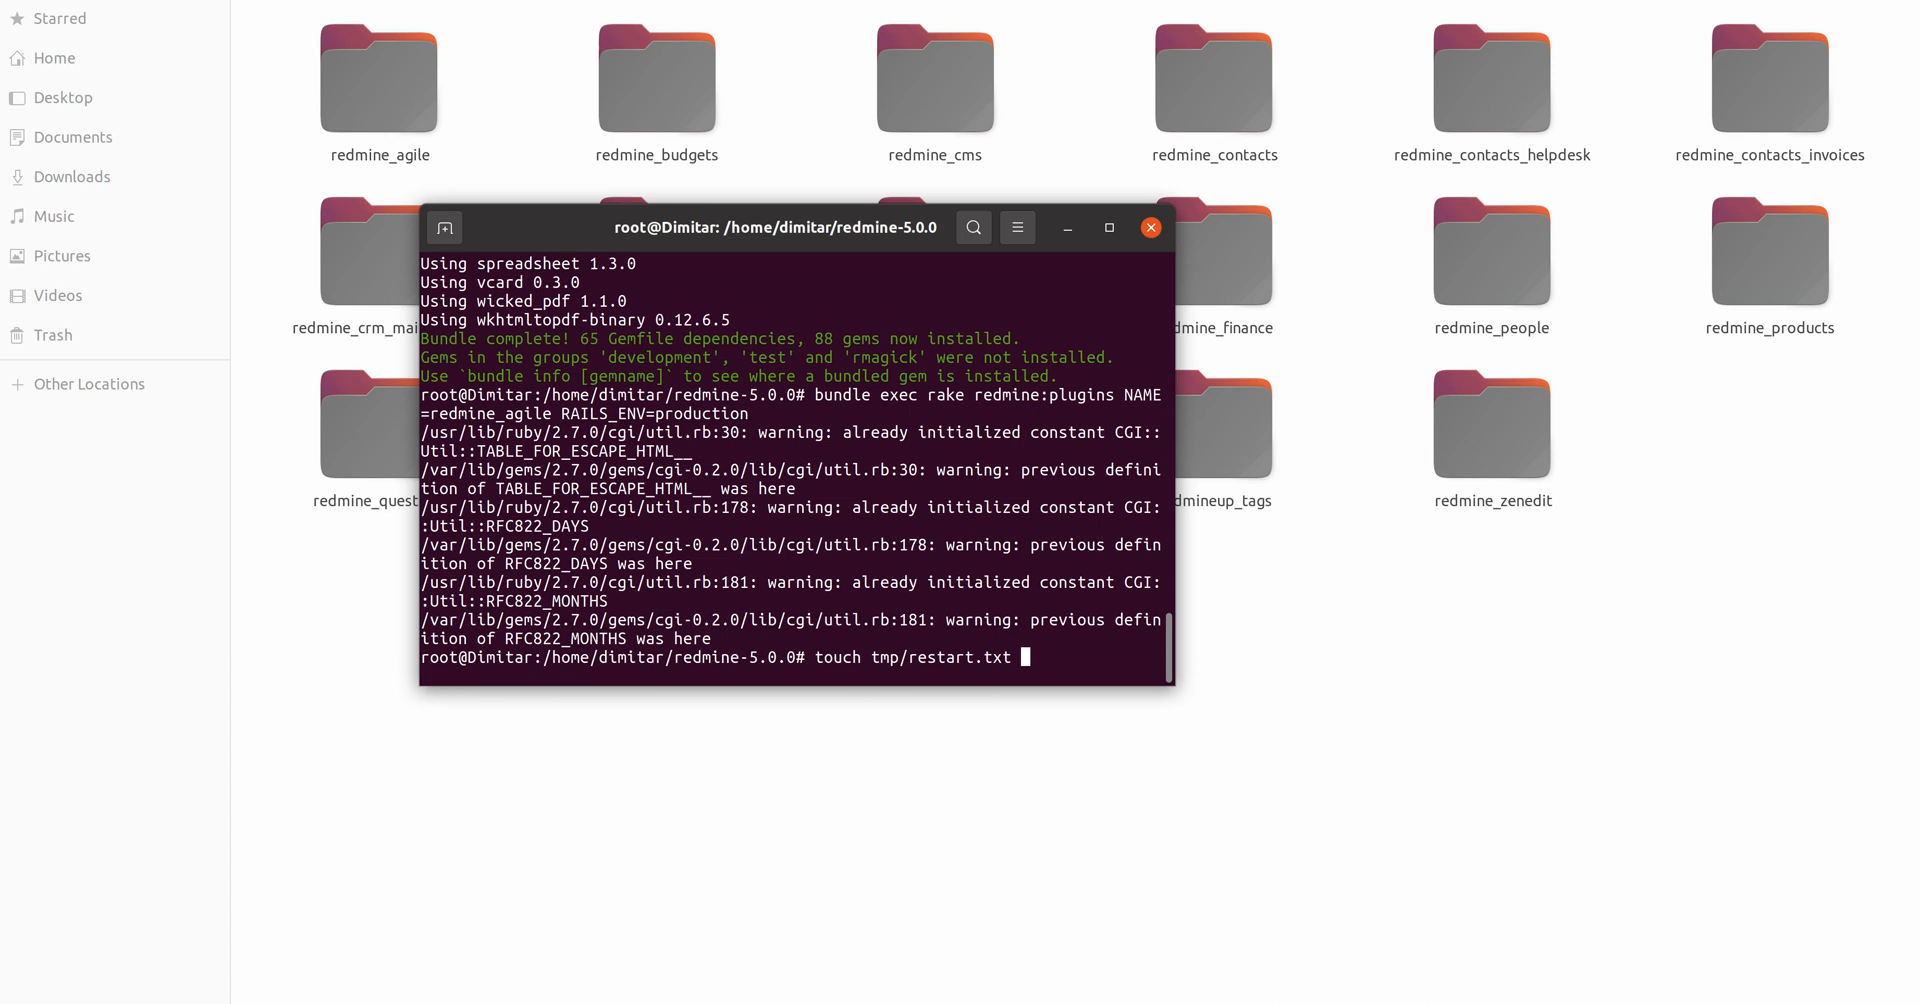 Starred
Home
Desktop
Documents
Downloads
Music
Pictures
Videos
Trash
Other Locations
redmine_agile
redmine_budgets
redmine_cms
redmine_contacts
redmine_contacts_helpdesk
redmine_contacts_invoices
redmine_crm_mai
dmine_finance
redmine_people
redmine_products
redmine_quest
dmineup_tags
redmine_zenedit
root@Dimitar: /home/dimitar/redmine-5.0.0
Using spreadsheet 1.3.0
Using vcard 0.3.0
Using wicked_pdf 1.1.0
Using wkhtmltopdf-binary 0.12.6.5
Bundle complete! 65 Gemfile dependencies, 88 gems now installed.
Gems in the groups 'development', 'test' and 'rmagick' were not installed.
Use `bundle info [gemname]` to see where a bundled gem is installed.
root@Dimitar:/home/dimitar/redmine-5.0.0# bundle exec rake redmine:plugins NAME
=redmine_agile RAILS_ENV=production
/usr/lib/ruby/2.7.0/cgi/util.rb:30: warning: already initialized constant CGI::
Util::TABLE_FOR_ESCAPE_HTML__
/var/lib/gems/2.7.0/gems/cgi-0.2.0/lib/cgi/util.rb:30: warning: previous defini
tion of TABLE_FOR_ESCAPE_HTML__ was here
/usr/lib/ruby/2.7.0/cgi/util.rb:178: warning: already initialized constant CGI:
:Util::RFC822_DAYS
/var/lib/gems/2.7.0/gems/cgi-0.2.0/lib/cgi/util.rb:178: warning: previous defin
ition of RFC822_DAYS was here
/usr/lib/ruby/2.7.0/cgi/util.rb:181: warning: already initialized constant CGI:
:Util::RFC822_MONTHS
/var/lib/gems/2.7.0/gems/cgi-0.2.0/lib/cgi/util.rb:181: warning: previous defin
ition of RFC822_MONTHS was here
root@Dimitar:/home/dimitar/redmine-5.0.0# touch tmp/restart.txt